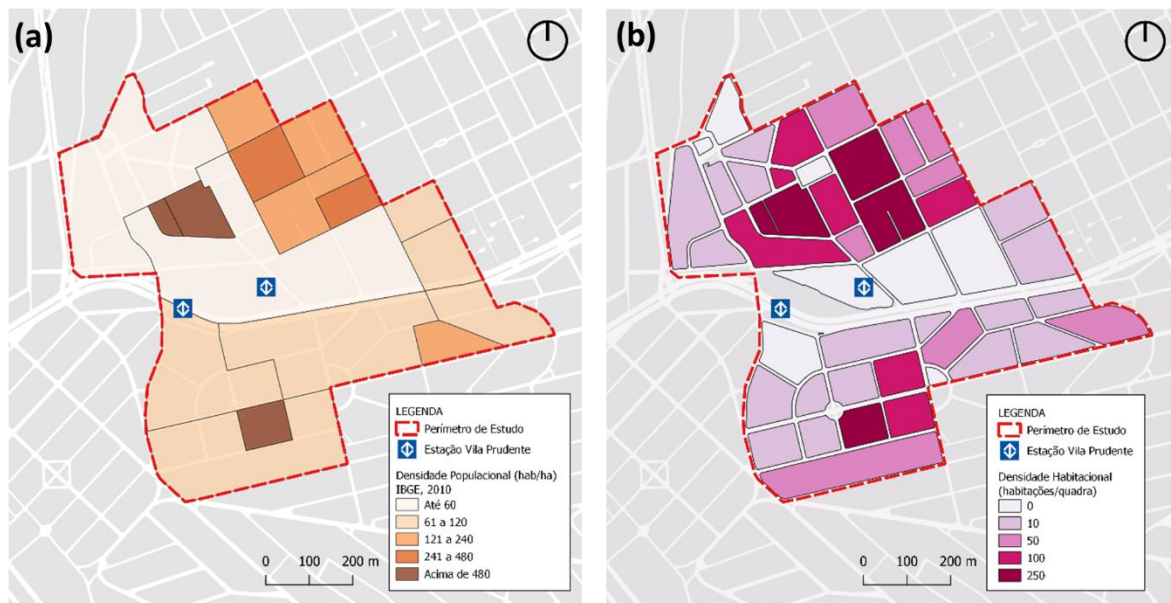 (a)
0 100 200 m
LEGENDA
Perímetro de Estudo
Estação Vila Prudente
Densidade Populacional (hab/ha)
IBGE, 2010
Até 60
61 a 120
121 a 240
241 a 480
Acima de 480
(b)
0 100 200 m
LEGENDA
Perímetro de Estudo
Estação Vila Prudente
Densidade Habitacional
(habitações/quadra)
0
10
50
100
250